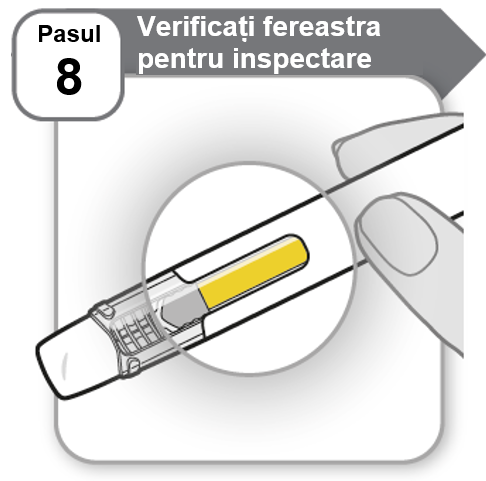 Pasul
8
Verificați fereastra
pentru inspectare